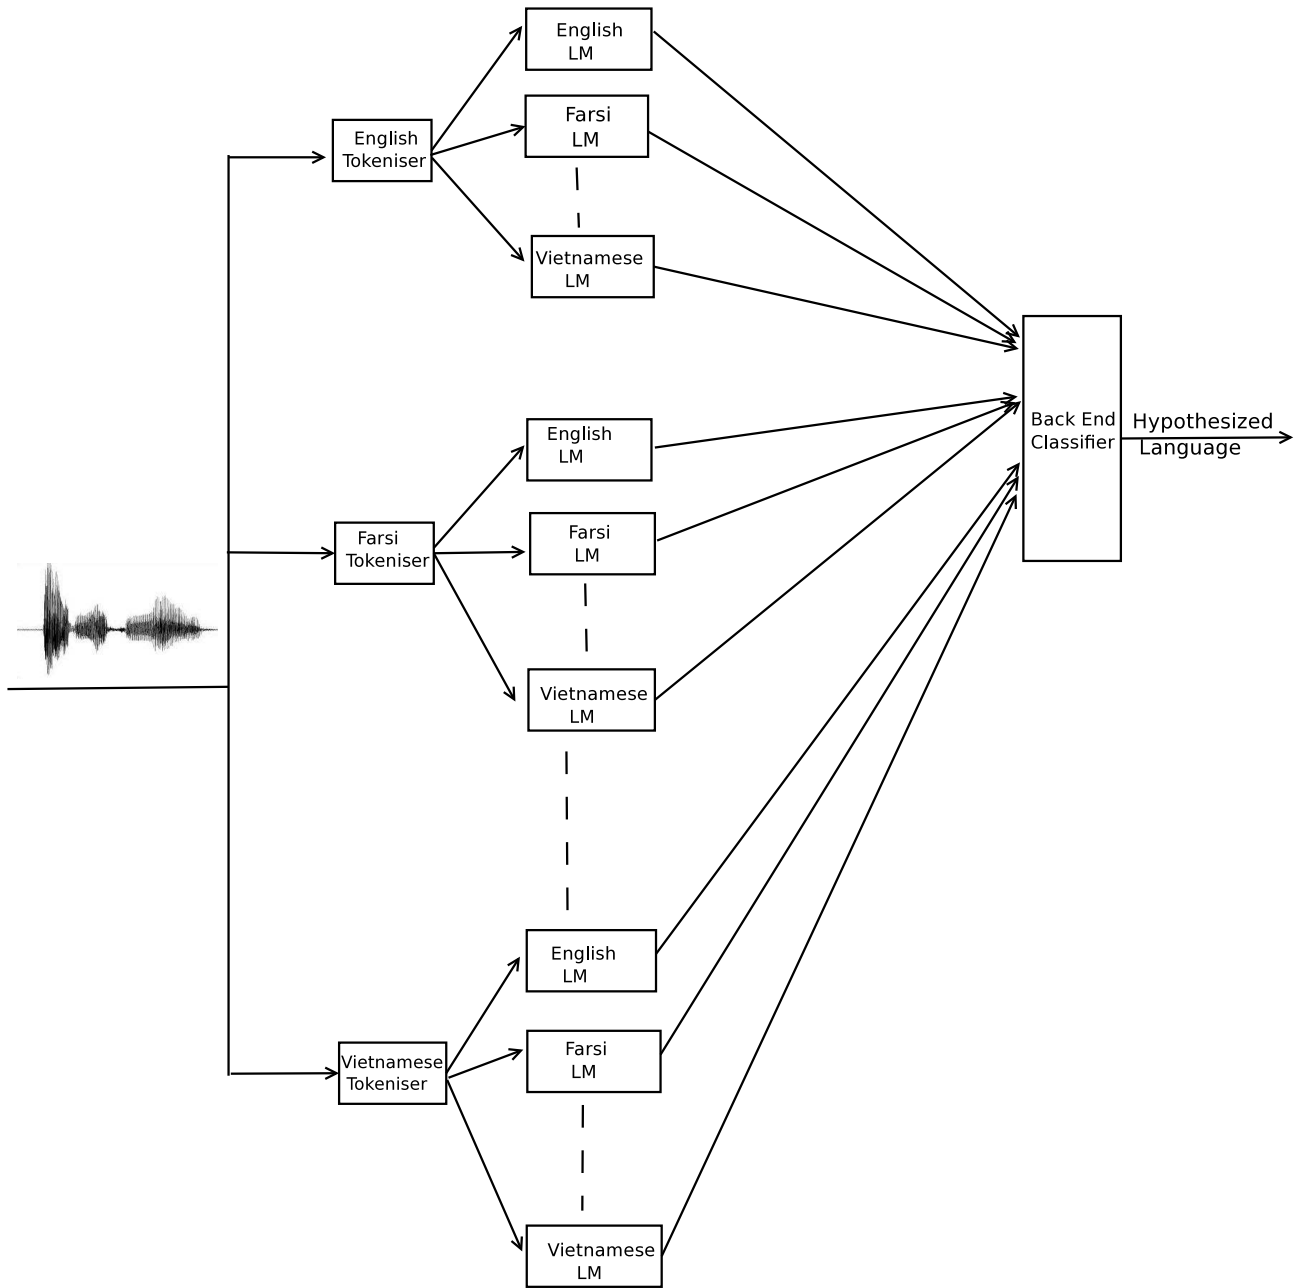 English
LM
Farsi
LM
English
Tokeniser
Vietnamese
LM
English
LM
Farsi
Tokeniser
Farsi
LM
Vietnamese
LM
Back End
Classifier
Hypothesized
Language
English
LM
Vietnamese
Tokeniser
Farsi
LM
Vietnamese
LM